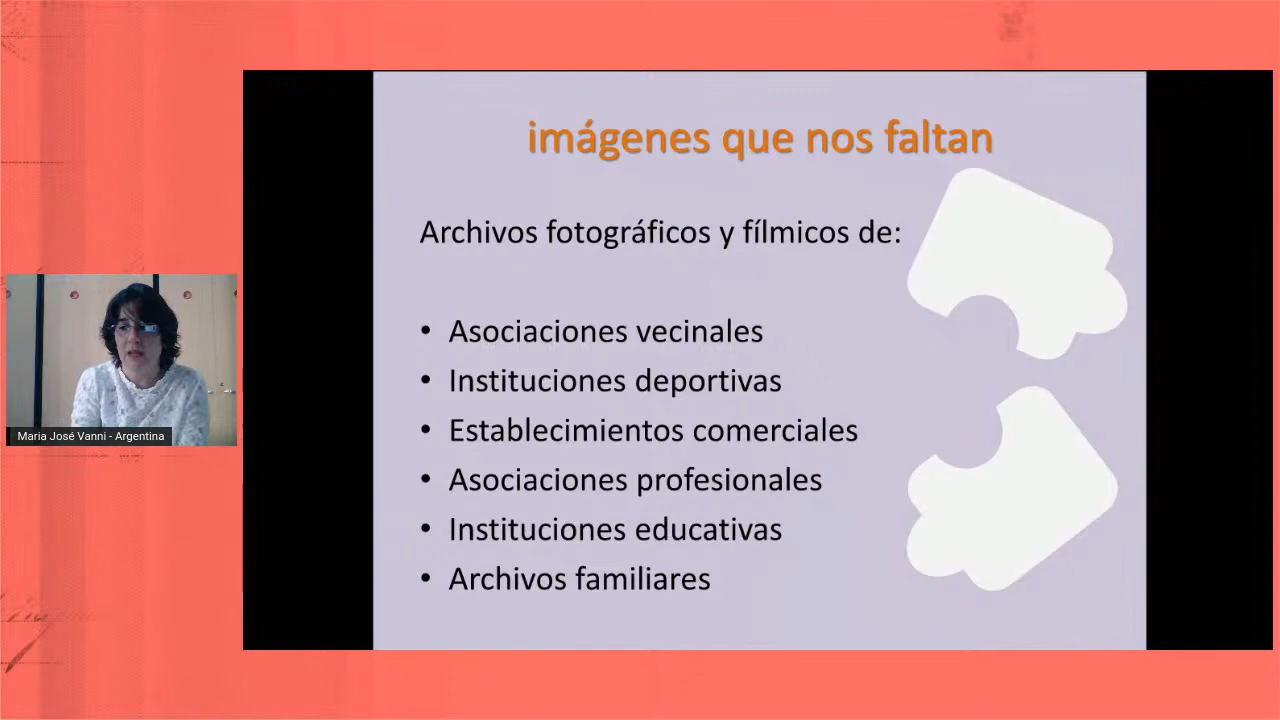 imágenes que nos faltan
Archivos fotográficos y fílmicos de:
• Asociaciones vecinales
• Instituciones deportivas
• Establecimientos comerciales
• Asociaciones profesionales
• Instituciones educativas
• Archivos familiares
Maria José Vanni - Argentina